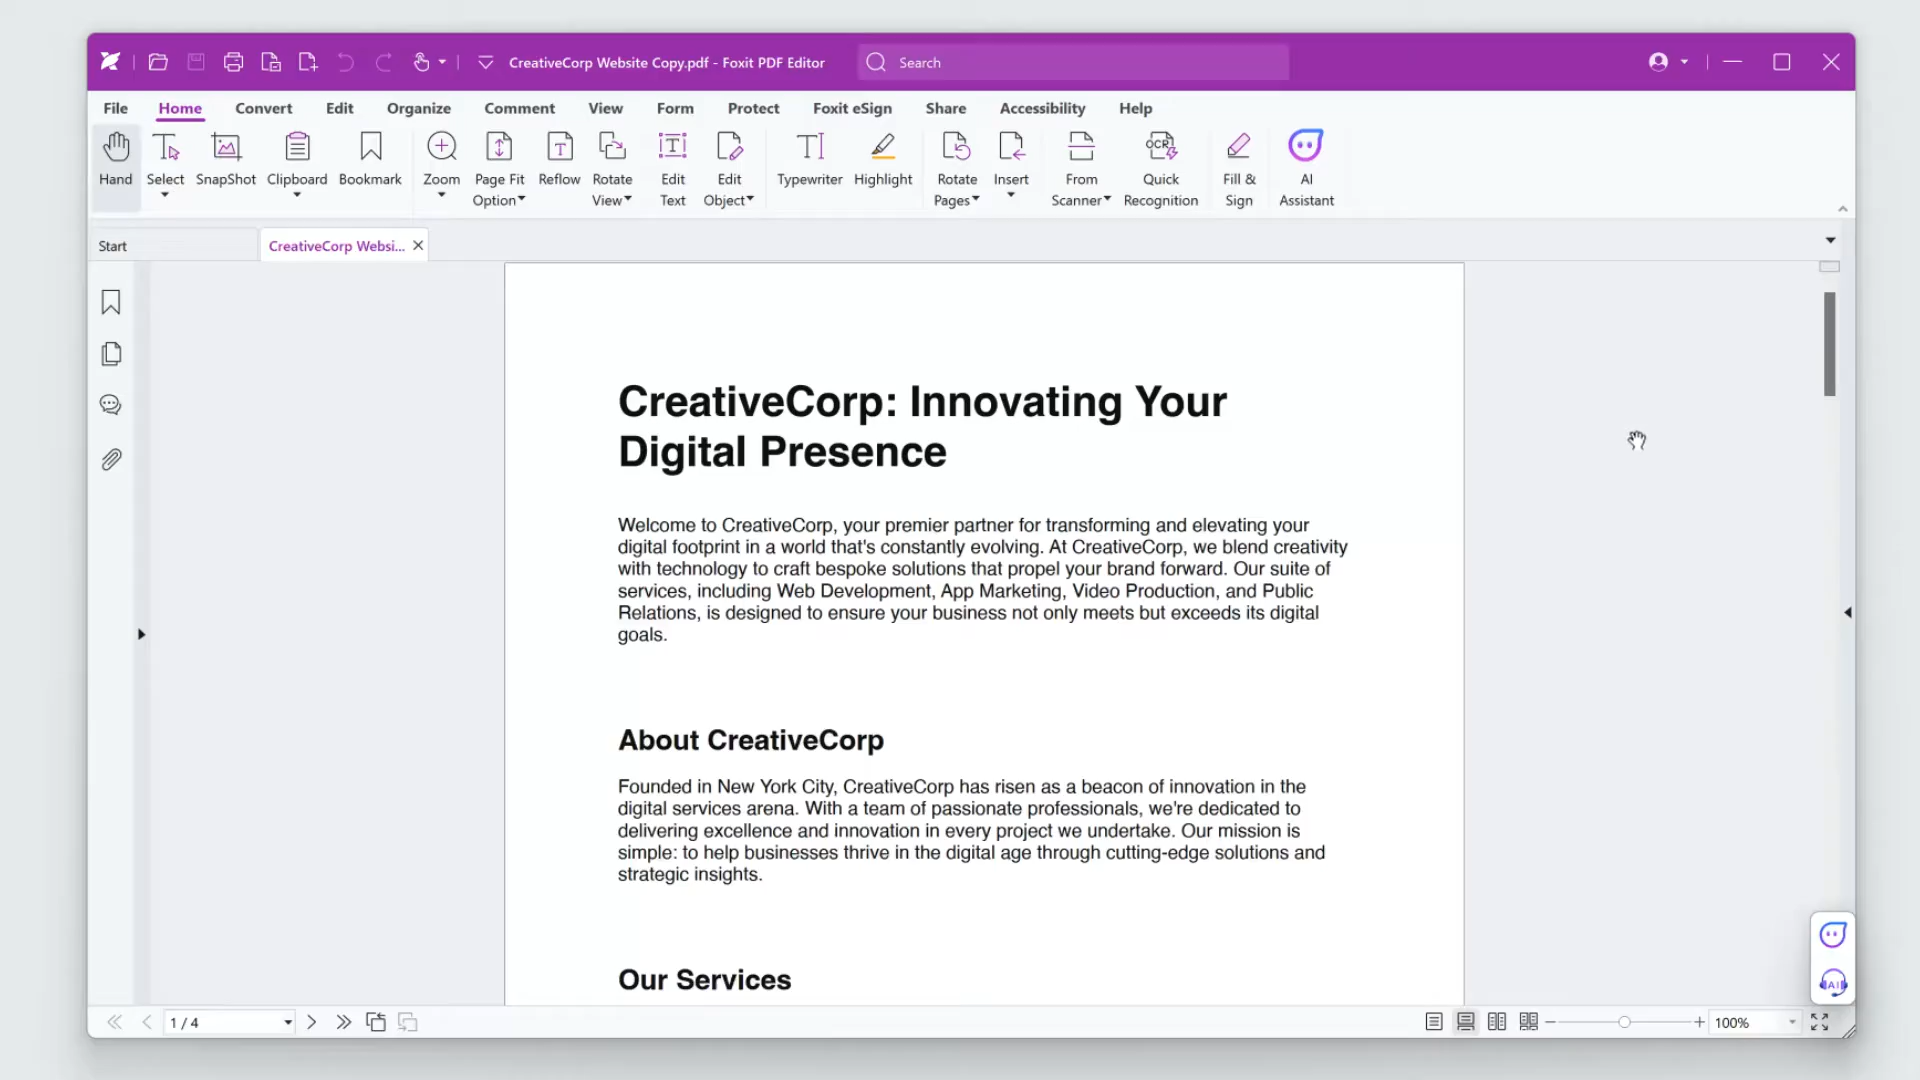 CreativeCorp Website Copy.pdf - Foxit PDF Editor
Search
File Home Convert Edit Organize Comment View Form Protect Foxit eSign Share Accessibility Help
Hand
Select
SnapShot
Clipboard
Bookmark
Zoom
Page Fit
Option
Reflow
Rotate
View
Edit
Text
Edit
Object
Typewriter
Highlight
Rotate
Pages
Insert
From
Scanner
OCR
Quick
Recognition
Fill &
Sign
AI
Assistant
Start
CreativeCorp Websi...
CreativeCorp: Innovating Your
Digital Presence
Welcome to CreativeCorp, your premier partner for transforming and elevating your
digital footprint in a world that's constantly evolving. At CreativeCorp, we blend creativity
with technology to craft bespoke solutions that propel your brand forward. Our suite of
services, including Web Development, App Marketing, Video Production, and Public
Relations, is designed to ensure your business not only meets but exceeds its digital
goals.
About CreativeCorp
Founded in New York City, CreativeCorp has risen as a beacon of innovation in the
digital services arena. With a team of passionate professionals, we're dedicated to
delivering excellence and innovation in every project we undertake. Our mission is
simple: to help businesses thrive in the digital age through cutting-edge solutions and
strategic insights.
Our Services
AI
1 / 4
100%